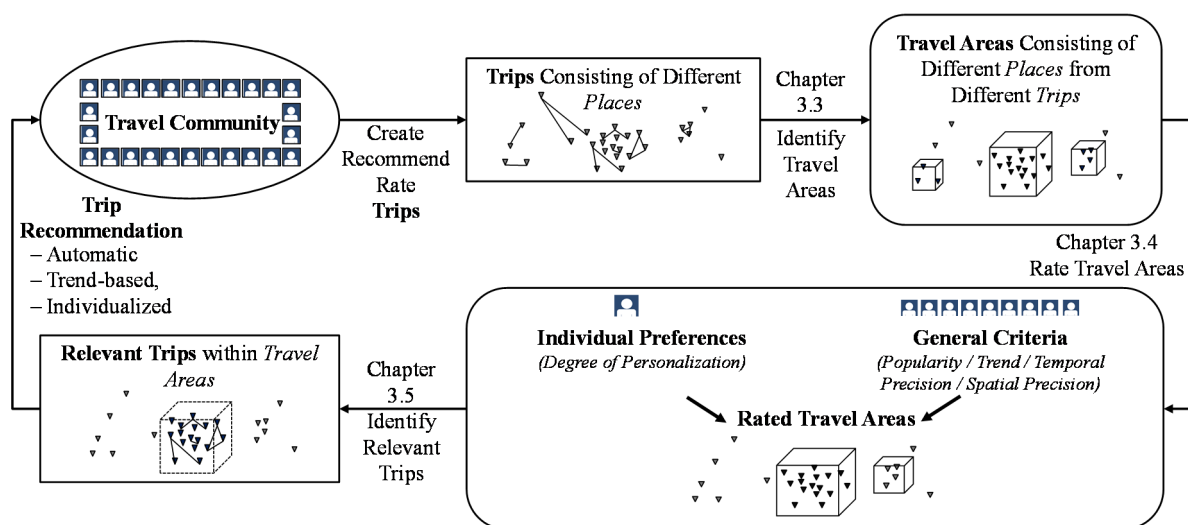 Travel Community
Create
Recommend
Rate
Trips
Trips Consisting of Different
Places
Chapter
3.3
Identify
Travel
Areas
Travel Areas Consisting of
Different Places from
Different Trips
Chapter 3.4
Rate Travel Areas
Individual Preferences
(Degree of Personalization)
General Criteria
(Popularity / Trend / Temporal
Precision / Spatial Precision)
Rated Travel Areas
Chapter
3.5
Identify
Relevant
Trips
Relevant Trips within Travel
Areas
Trip
Recommendation
– Automatic
– Trend-based,
– Individualized